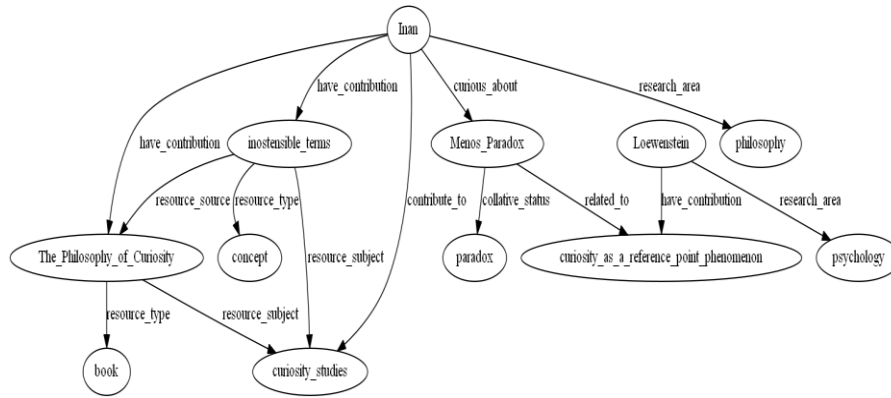 Inan
have_contribution
curious_about
research_area
have_contribution
inostensible_terms
Menos_Paradox
Loewenstein
philosophy
resource_source
resource_type
contribute_to
collative_status
related_to
have_contribution
research_area
The_Philosophy_of_Curiosity
concept
resource_subject
paradox
curiosity_as_a_reference_point_phenomenon
psychology
resource_type
resource_subject
book
curiosity_studies